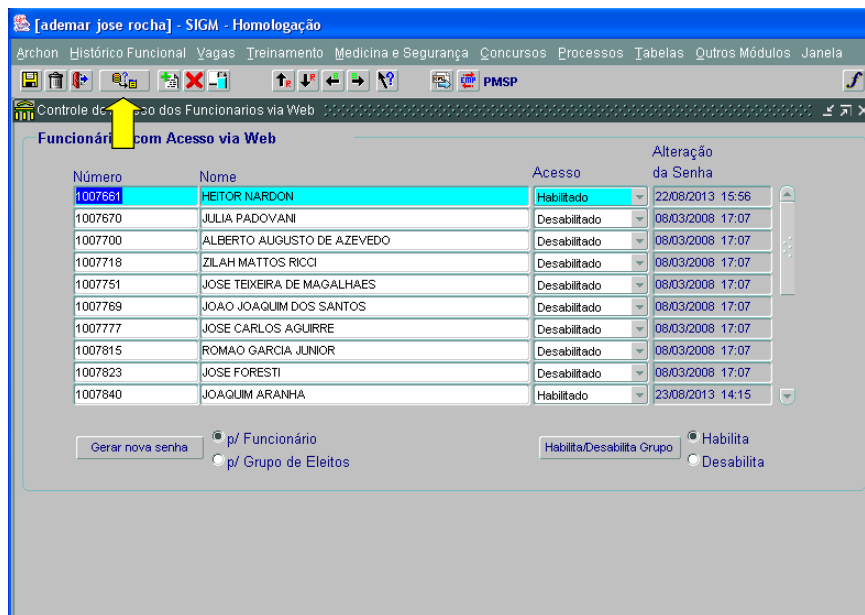 [ademar jose rocha] - SIGM - Homologação
Archon Histórico Funcional Vagas Treinamento Medicina e Segurança Concursos Processos Tabelas Outros Módulos Janela
PMSP
Controle de so dos Funcionarios via Web
Funcionári com Acesso via Web
Número Nome Acesso Alteração da Senha
1007661 HEITOR NARDON Habilitado 22/08/2013 15:56
1007670 JULIA PADOVANI Desabilitado 08/03/2008 17:07
1007700 ALBERTO AUGUSTO DE AZEVEDO Desabilitado 08/03/2008 17:07
1007718 ZILAH MATTOS RICCI Desabilitado 08/03/2008 17:07
1007751 JOSE TEIXEIRA DE MAGALHAES Desabilitado 08/03/2008 17:07
1007769 JOAO JOAQUIM DOS SANTOS Desabilitado 08/03/2008 17:07
1007777 JOSE CARLOS AGUIRRE Desabilitado 08/03/2008 17:07
1007815 ROMAO GARCIA JUNIOR Desabilitado 08/03/2008 17:07
1007823 JOSE FORESTI Desabilitado 08/03/2008 17:07
1007840 JOAQUIM ARANHA Habilitado 23/08/2013 14:15
Gerar nova senha p/ Funcionário Habilita/Desabilita Grupo Habilita
p/ Grupo de Eleitos Desabilita